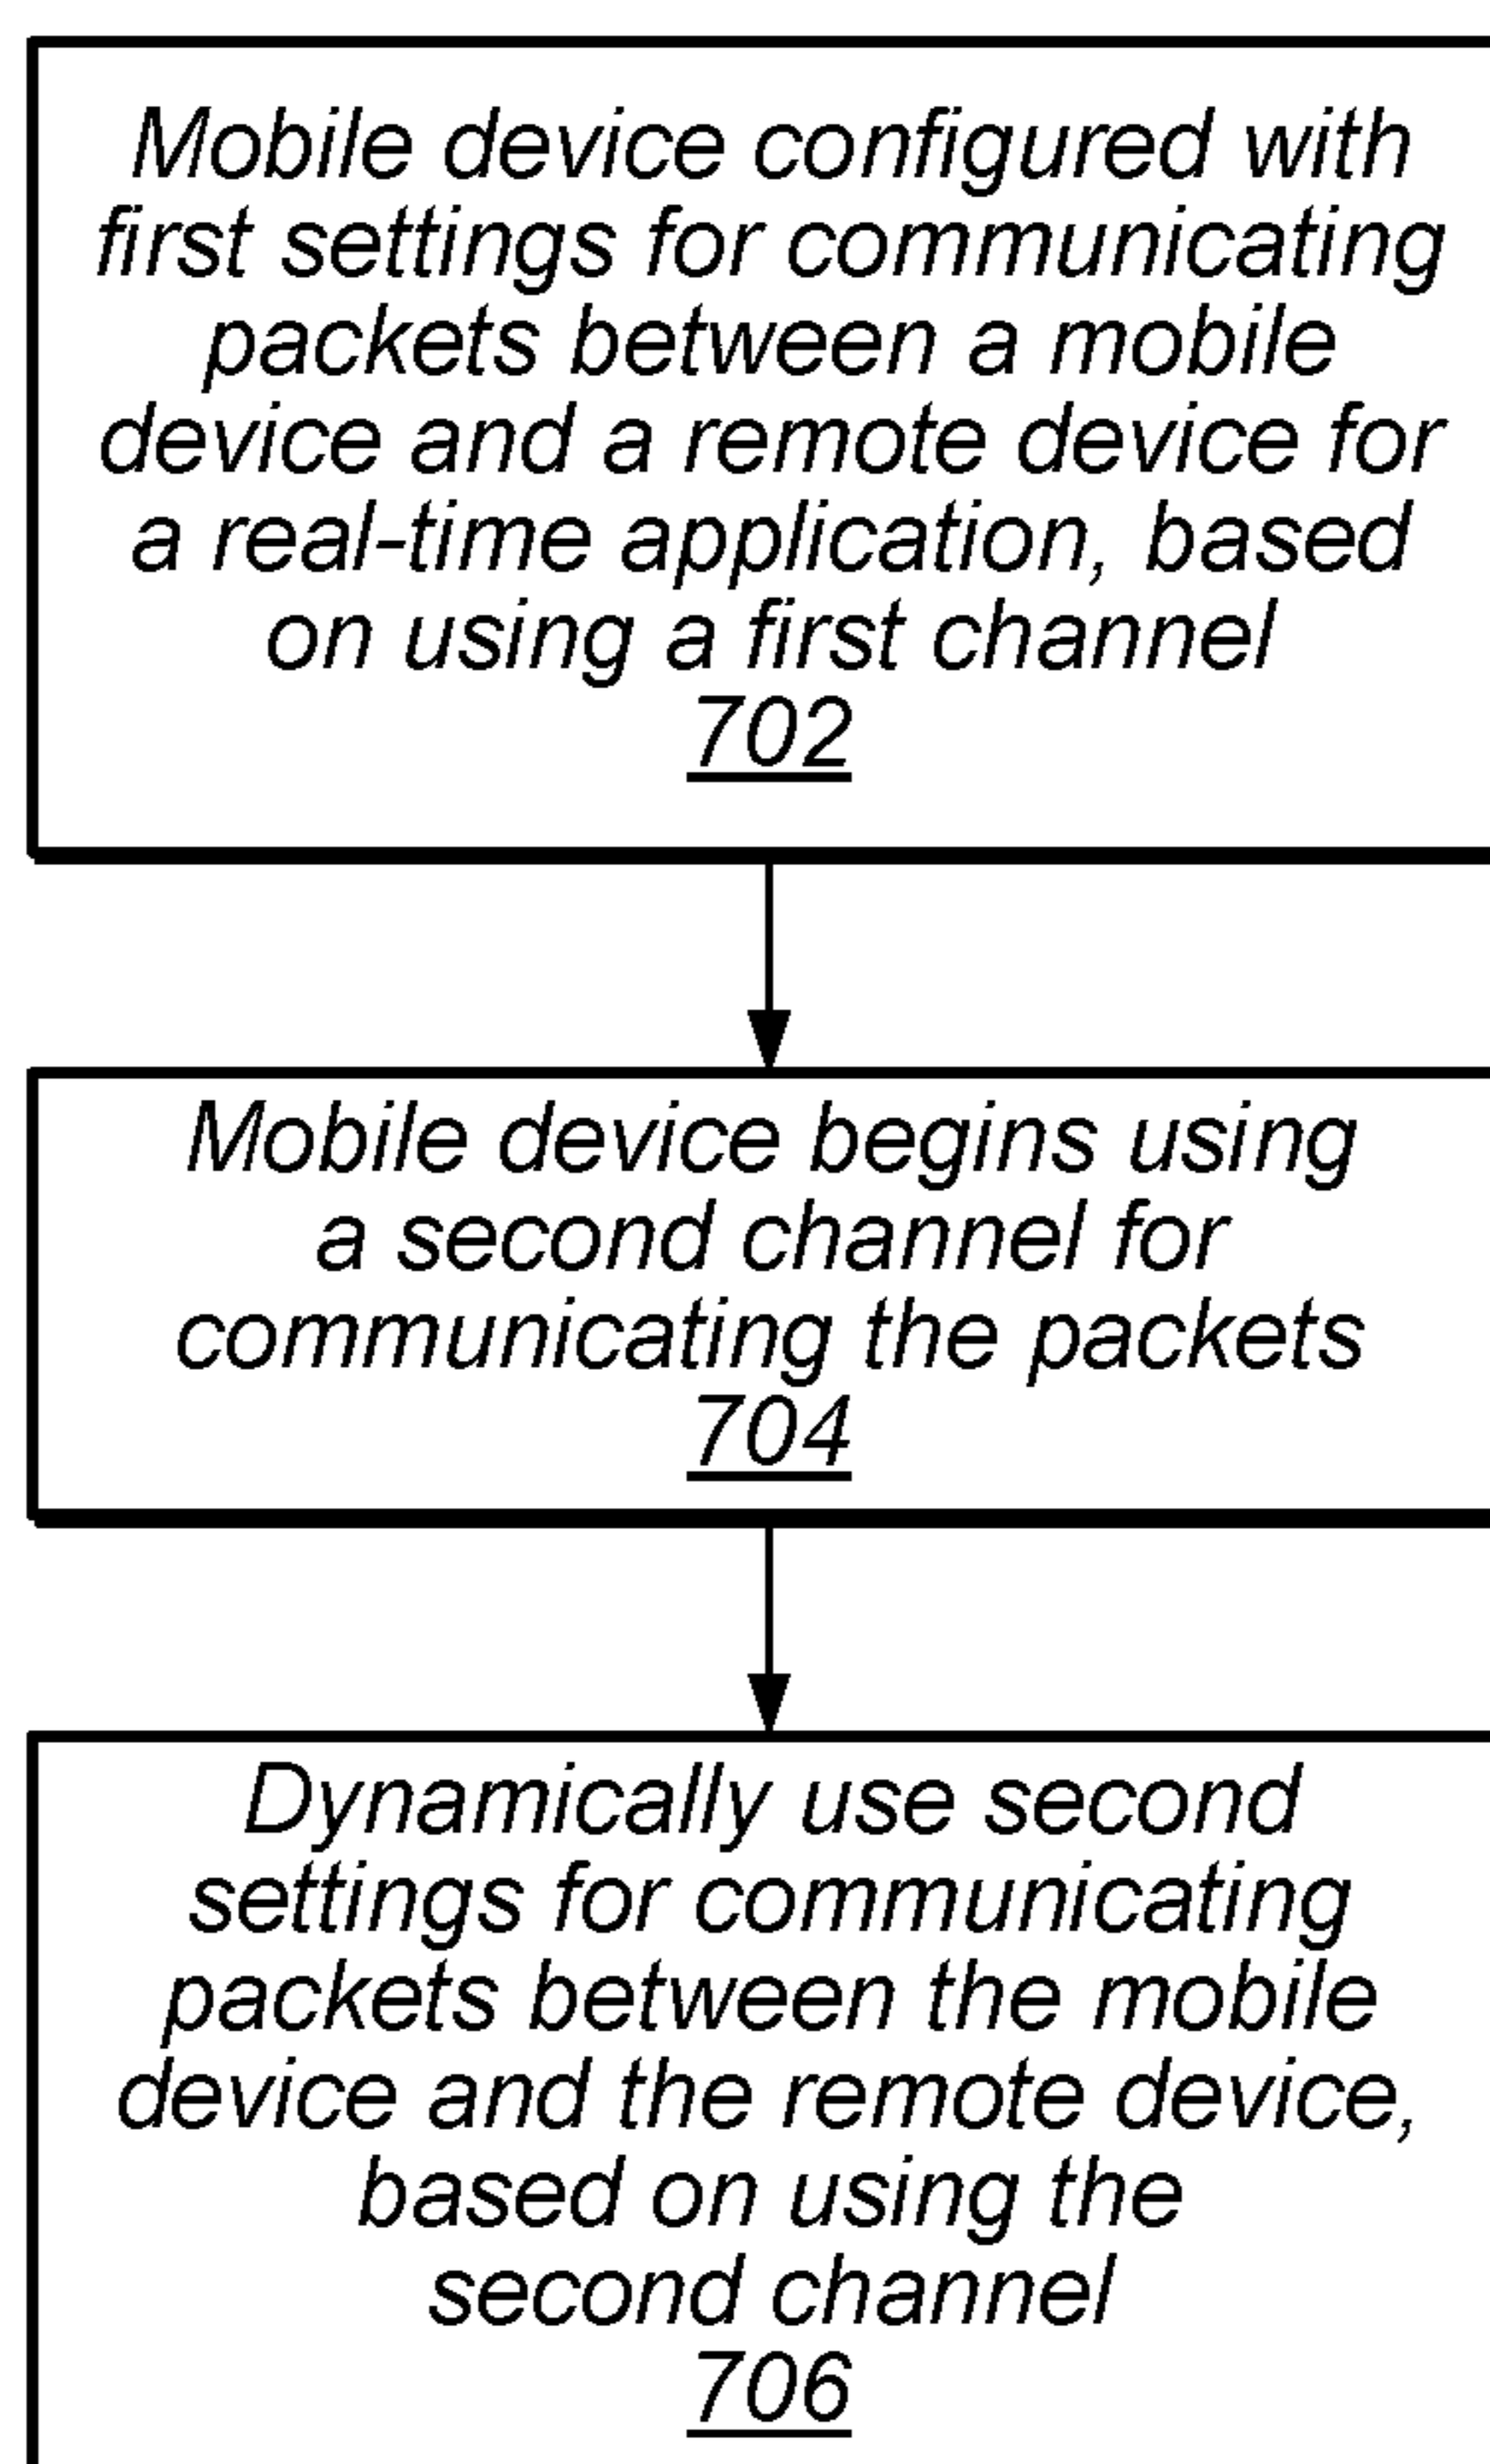 Mobile device configured with
first settings for communicating
packets between a mobile
device and a remote device for
a real-time application, based
on using a first channel
702
Mobile device begins using
a second channel for
communicating the packets
704
Dynamically use second
settings for communicating
packets between the mobile
device and the remote device,
based on using the
second channel
706